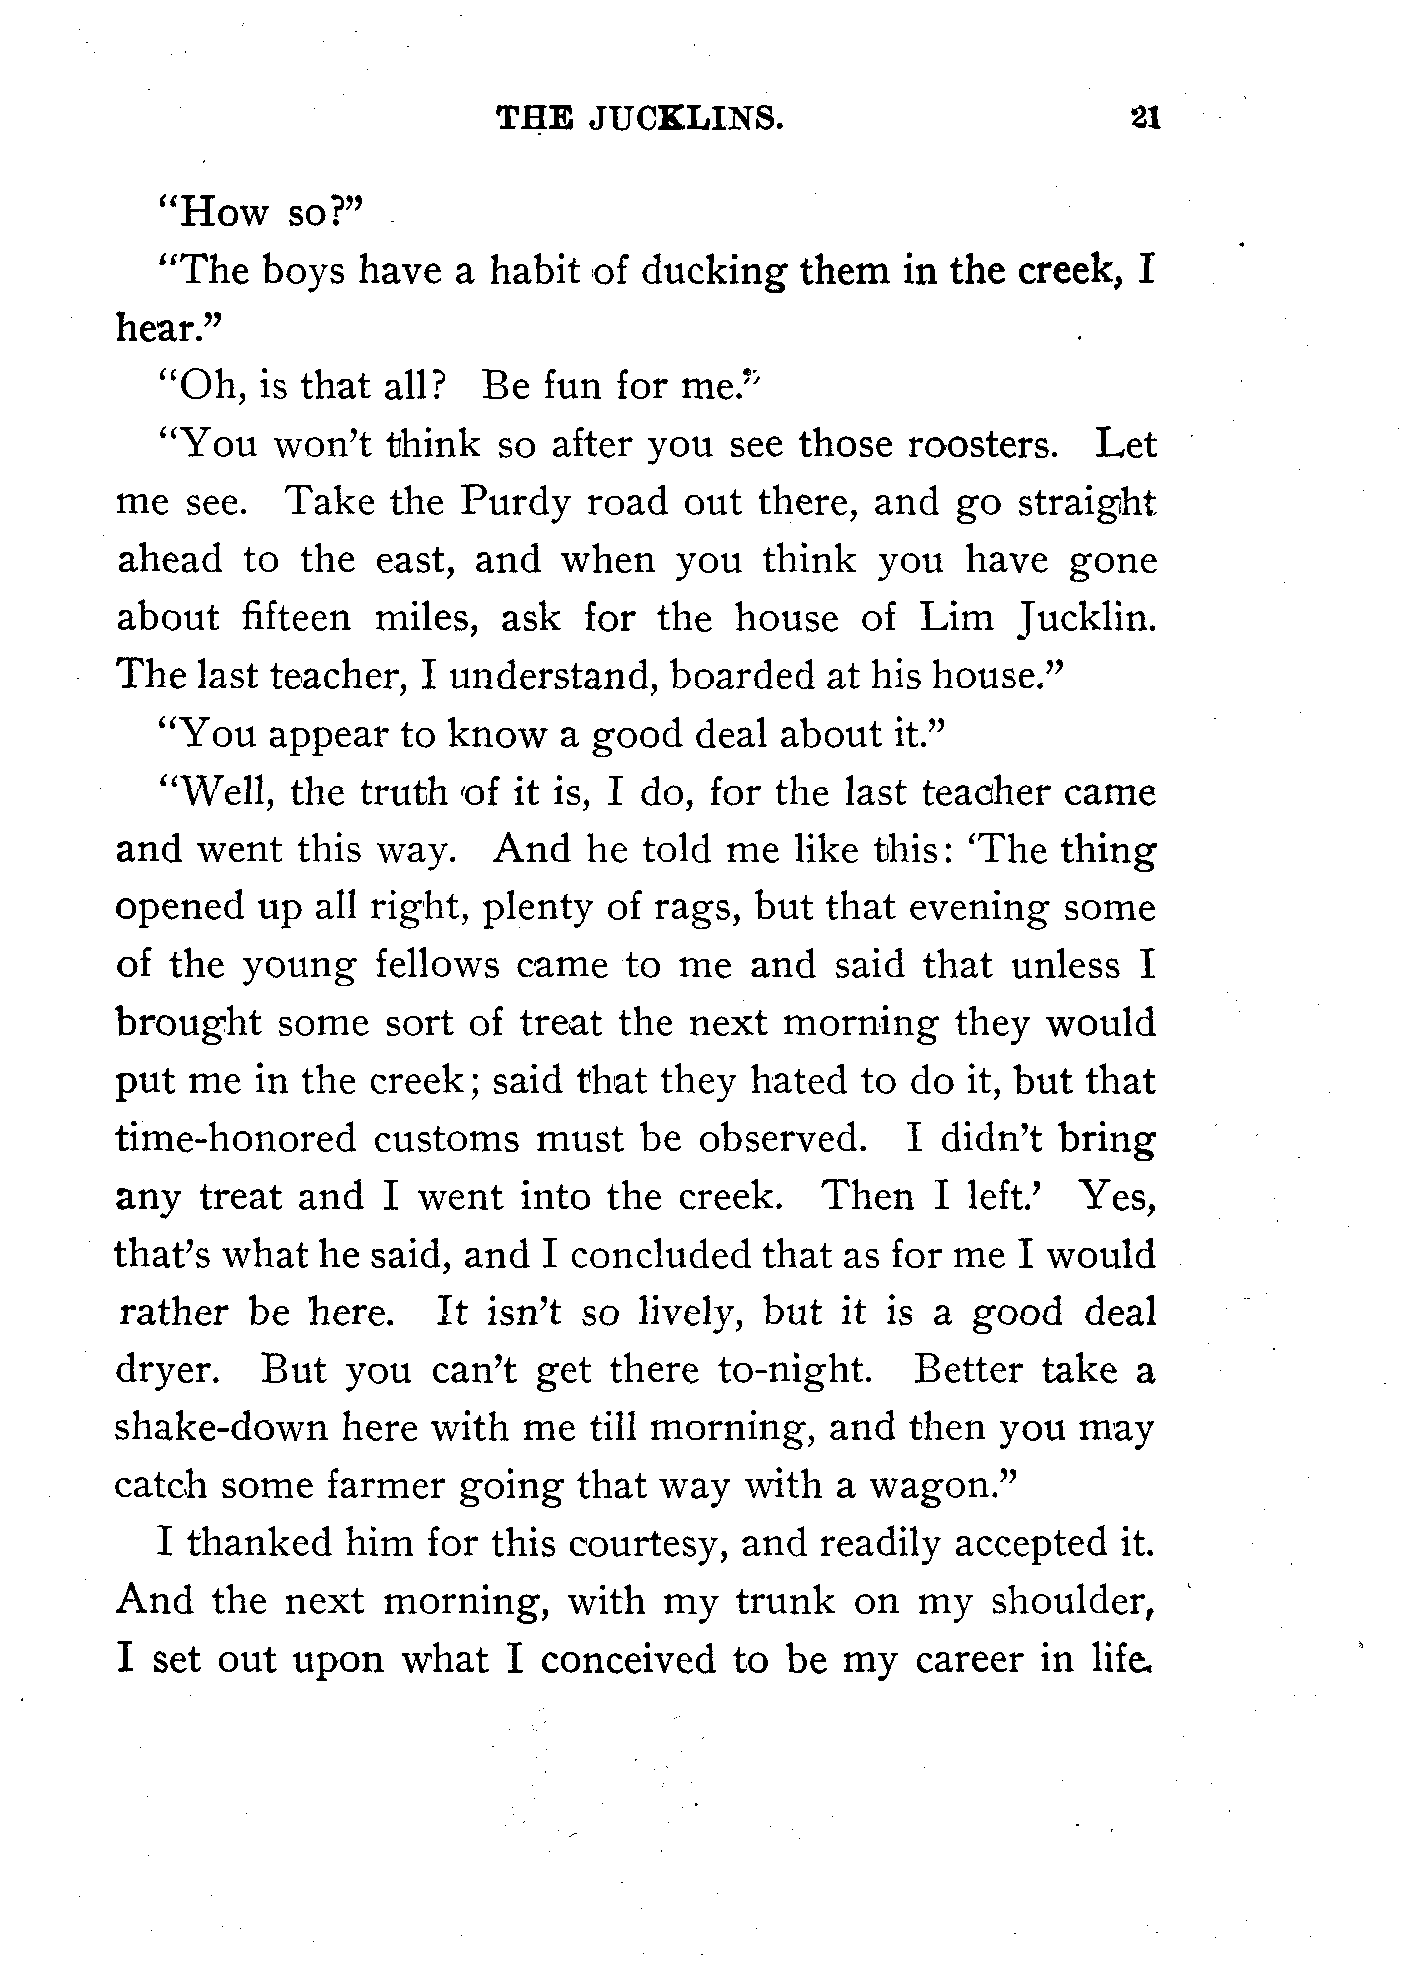 THE JUCKLINS. 21
“How so?”
“The boys have a habit of ducking them in the creek, I
hear.”
“Oh, is that all? Be fun for me.”
“You won’t think so after you see those roosters. Let
me see. Take the Purdy road out there, and go straight
ahead to the east, and when you think you have gone
about fifteen miles, ask for the house of Lim Jucklin.
The last teacher, I understand, boarded at his house.”
“You appear to know a good deal about it.”
“Well, the truth of it is, I do, for the last teacher came
and went this way. And he told me like this: ‘The thing
opened up all right, plenty of rags, but that evening some
of the young fellows came to me and said that unless I
brought some sort of treat the next morning they would
put me in the creek; said that they hated to do it, but that
time-honored customs must be observed. I didn’t bring
any treat and I went into the creek. Then I left.’ Yes,
that’s what he said, and I concluded that as for me I would
rather be here. It isn’t so lively, but it is a good deal
dryer. But you can’t get there to-night. Better take a
shake-down here with me till morning, and then you may
catch some farmer going that way with a wagon.”
I thanked him for this courtesy, and readily accepted it.
And the next morning, with my trunk on my shoulder,
I set out upon what I conceived to be my career in life.